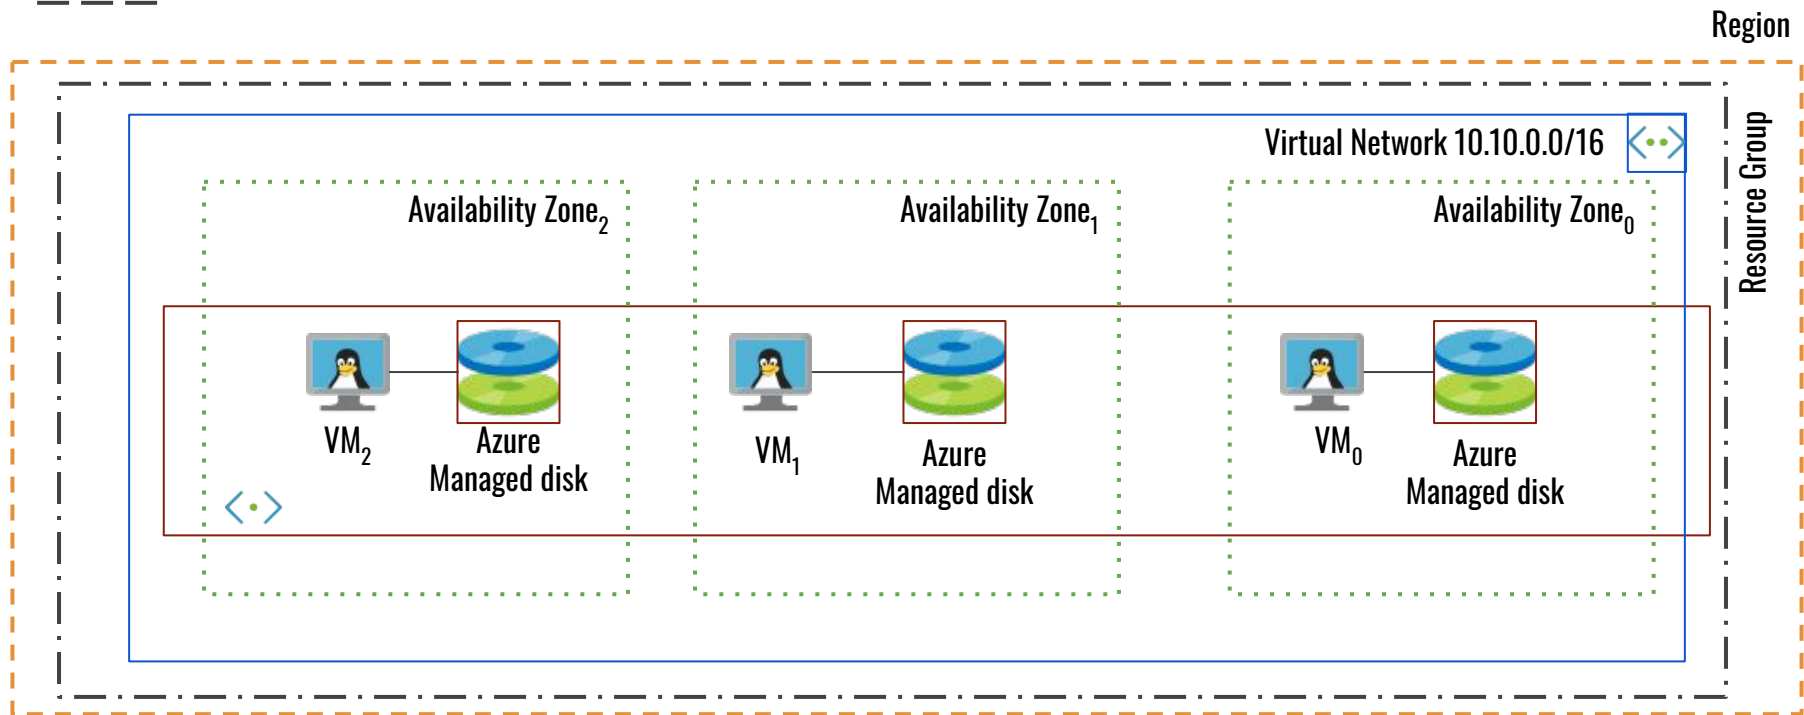 Region
Resource Group
Virtual Network 10.10.0.0/16
Availability Zone2
Availability Zone1
Availability Zone0
VM2
Azure
Managed disk
VM1
Azure
Managed disk
VM0
Azure
Managed disk